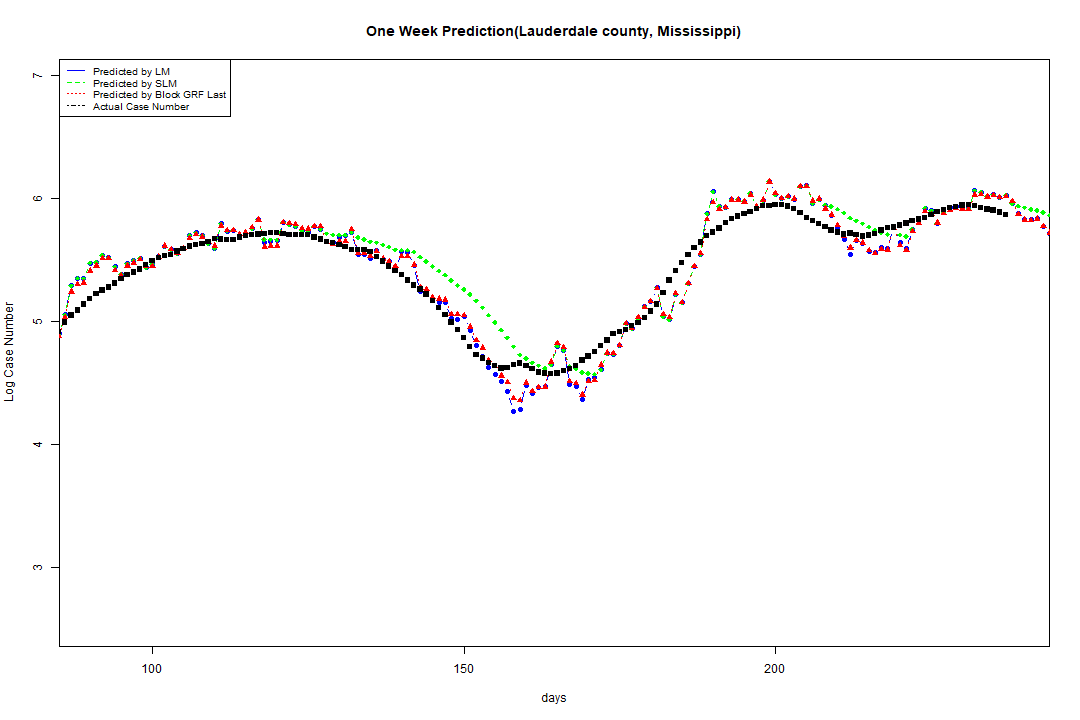 One Week Prediction(Lauderdale county, Mississippi)
Predicted by LM
Predicted by SLM
Predicted by Block GRF Last
Actual Case Number
7
6
5
4
3
Log Case Number
100 150 200
days